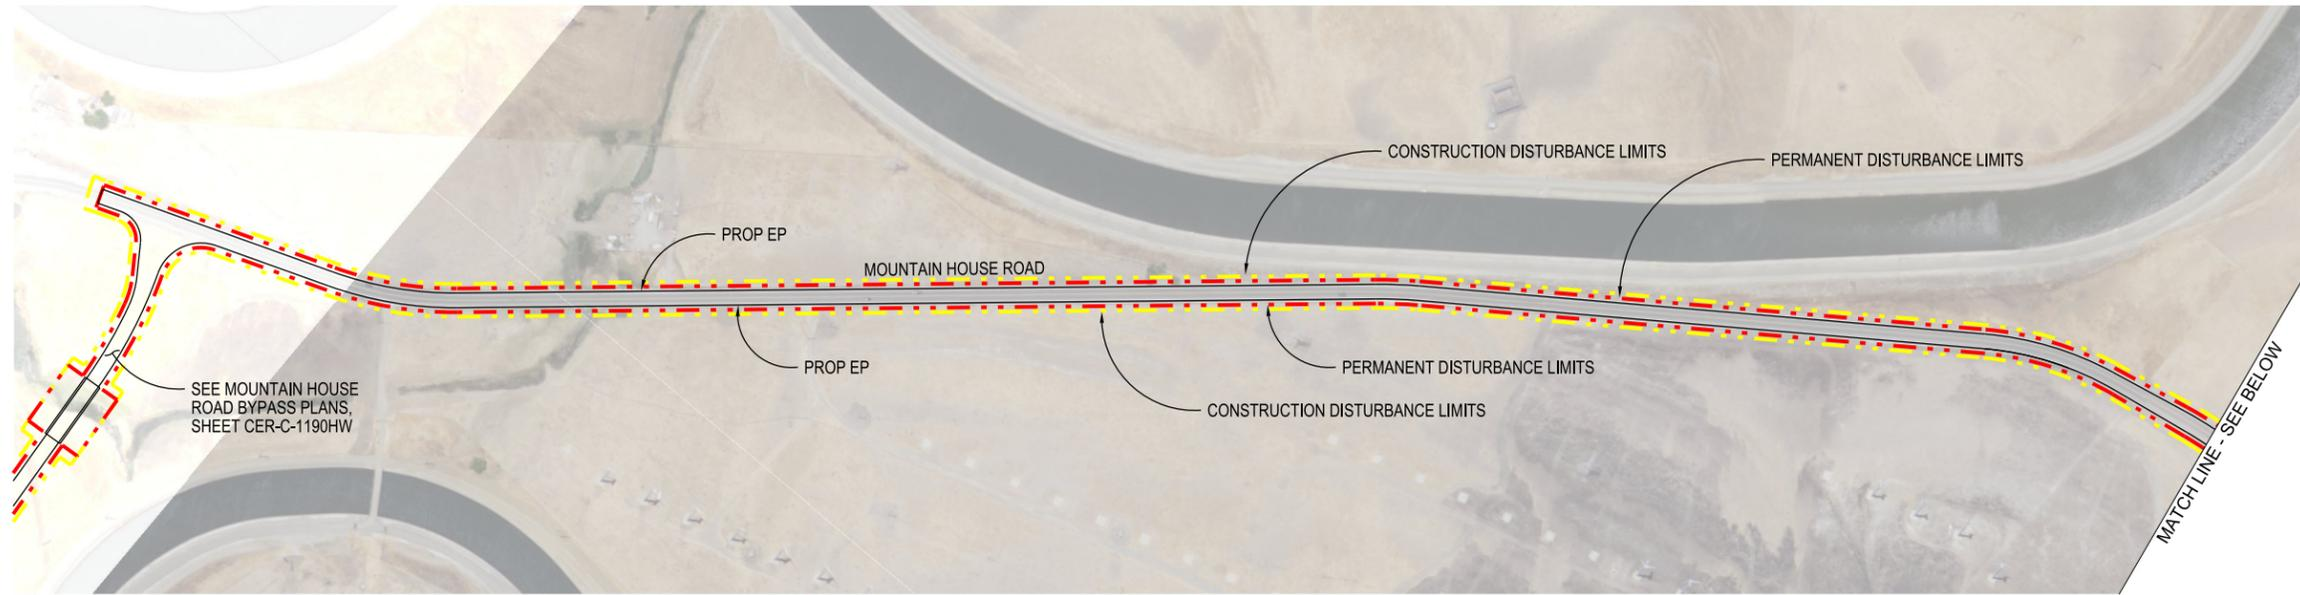 CONSTRUCTION DISTURBANCE LIMITS
PERMANENT DISTURBANCE LIMITS
PROP EP
MOUNTAIN HOUSE ROAD
PROP EP
PERMANENT DISTURBANCE LIMITS
SEE MOUNTAIN HOUSE
ROAD BYPASS PLANS,
SHEET CER-C-1190HW
CONSTRUCTION DISTURBANCE LIMITS
MATCH LINE - SEE BELOW